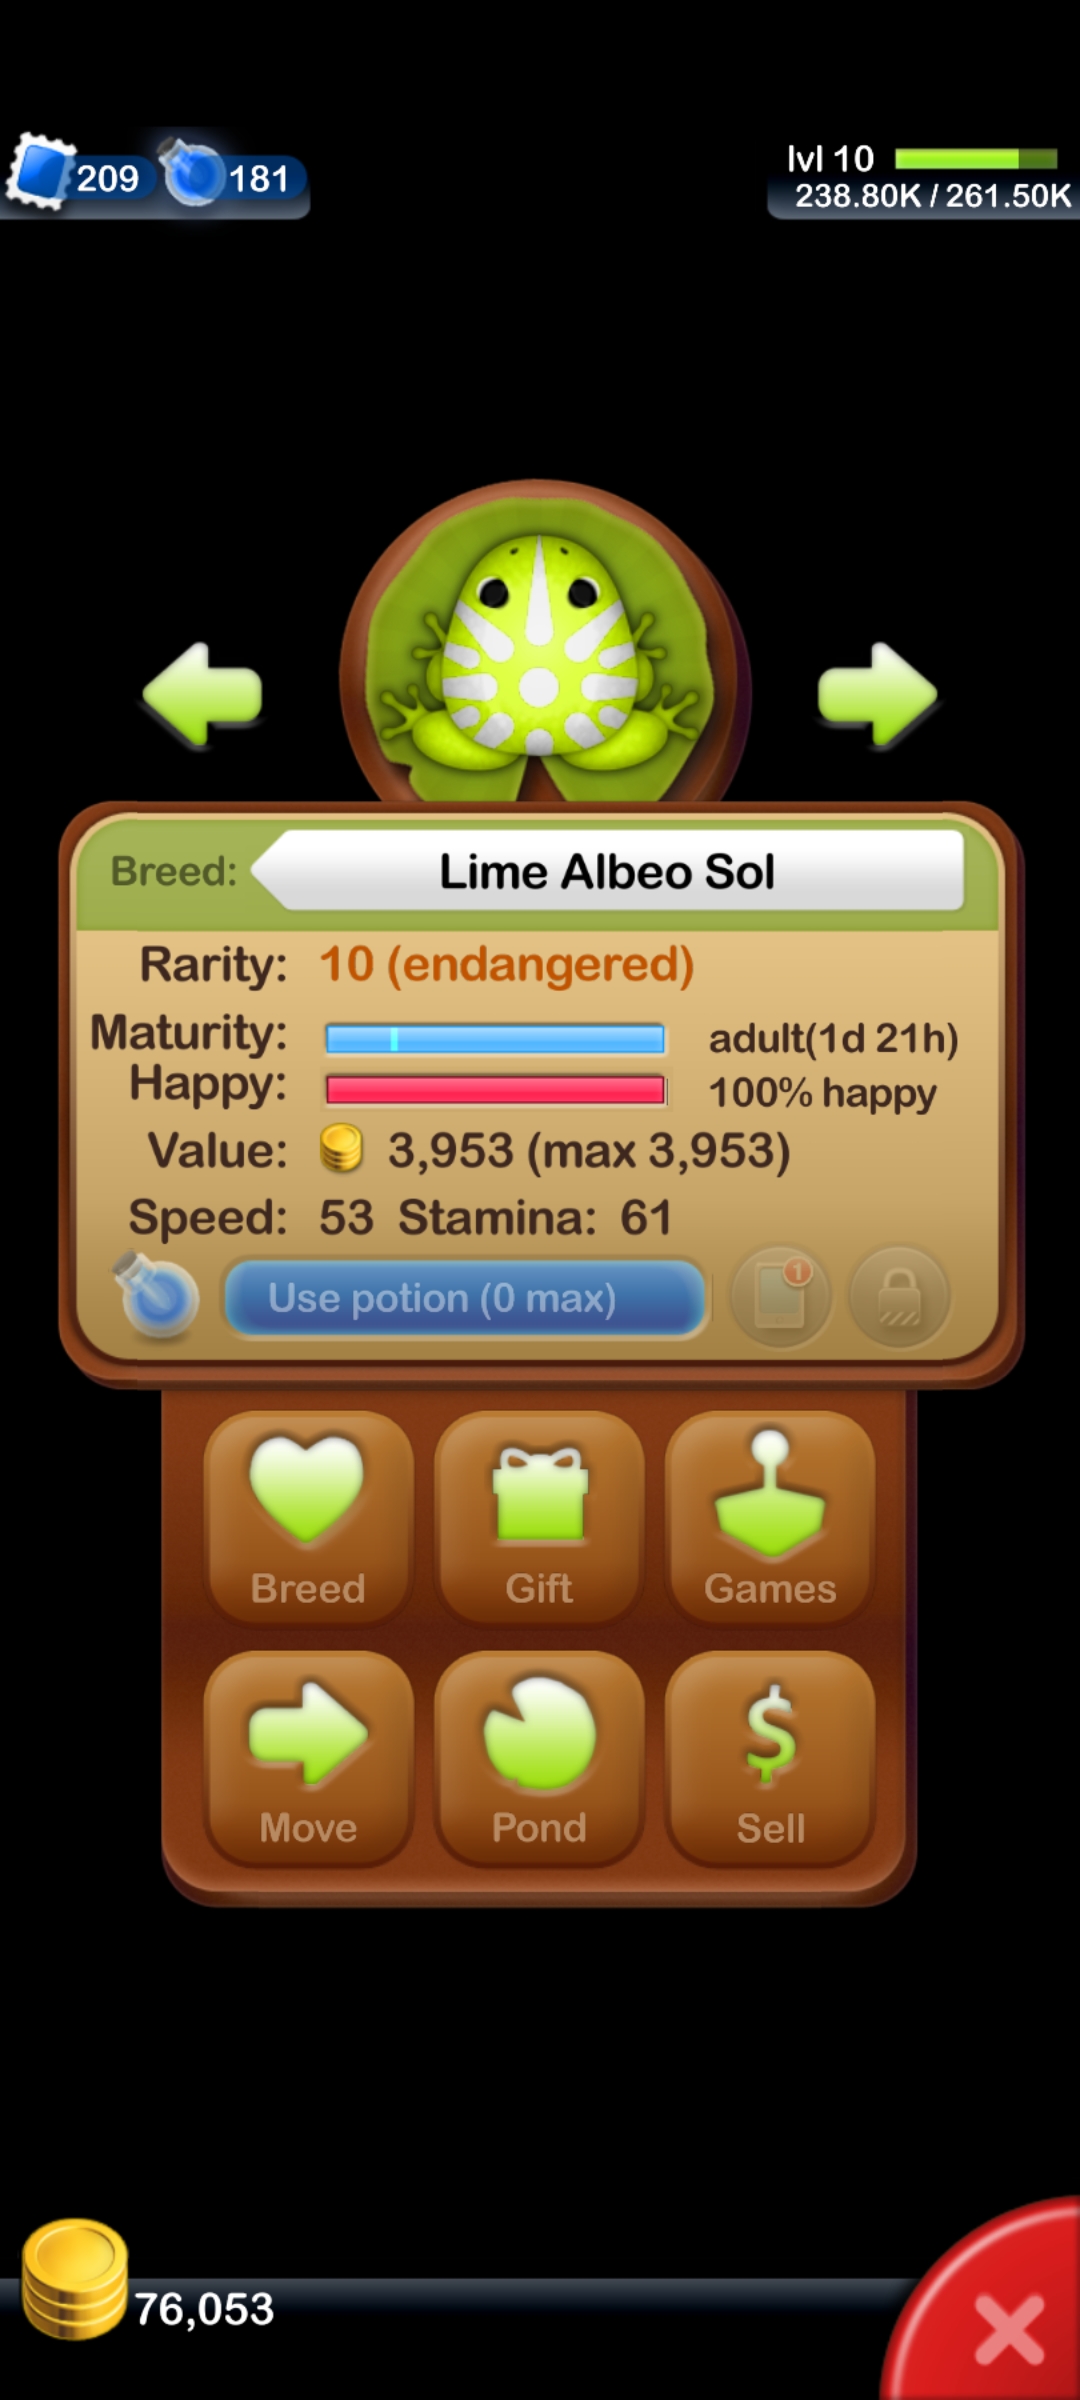 209 181
lvl 10
238.80K / 261.50K
Breed: Lime Albeo Sol
Rarity: 10 (endangered)
Maturity: adult(1d 21h)
Happy: 100% happy
Value: 3,953 (max 3,953)
Speed: 53 Stamina: 61
Use potion (0 max) 1
Breed Gift Games
Move Pond Sell
76,053